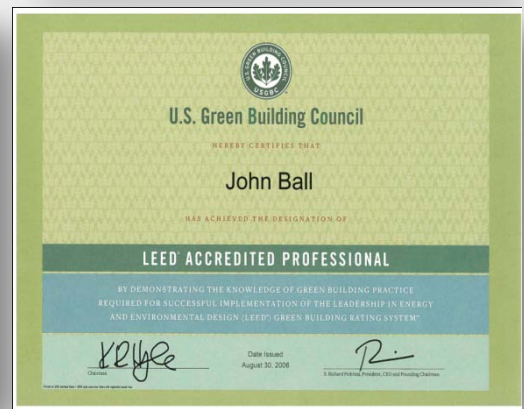 U.S. GREEN BUILDING COUNCIL
USGBC
U.S. Green Building Council
HEREBY CERTIFIES THAT
John Ball
HAS ACHIEVED THE DESIGNATION OF
LEED® ACCREDITED PROFESSIONAL
BY DEMONSTRATING THE KNOWLEDGE OF GREEN BUILDING PRACTICE
REQUIRED FOR SUCCESSFUL IMPLEMENTATION OF THE LEADERSHIP IN ENERGY
AND ENVIRONMENTAL DESIGN (LEED®) GREEN BUILDING RATING SYSTEM™
Date Issued
August 30, 2006
Chairman
S. Richard Fedrizzi, President, CEO and Founding Chairman